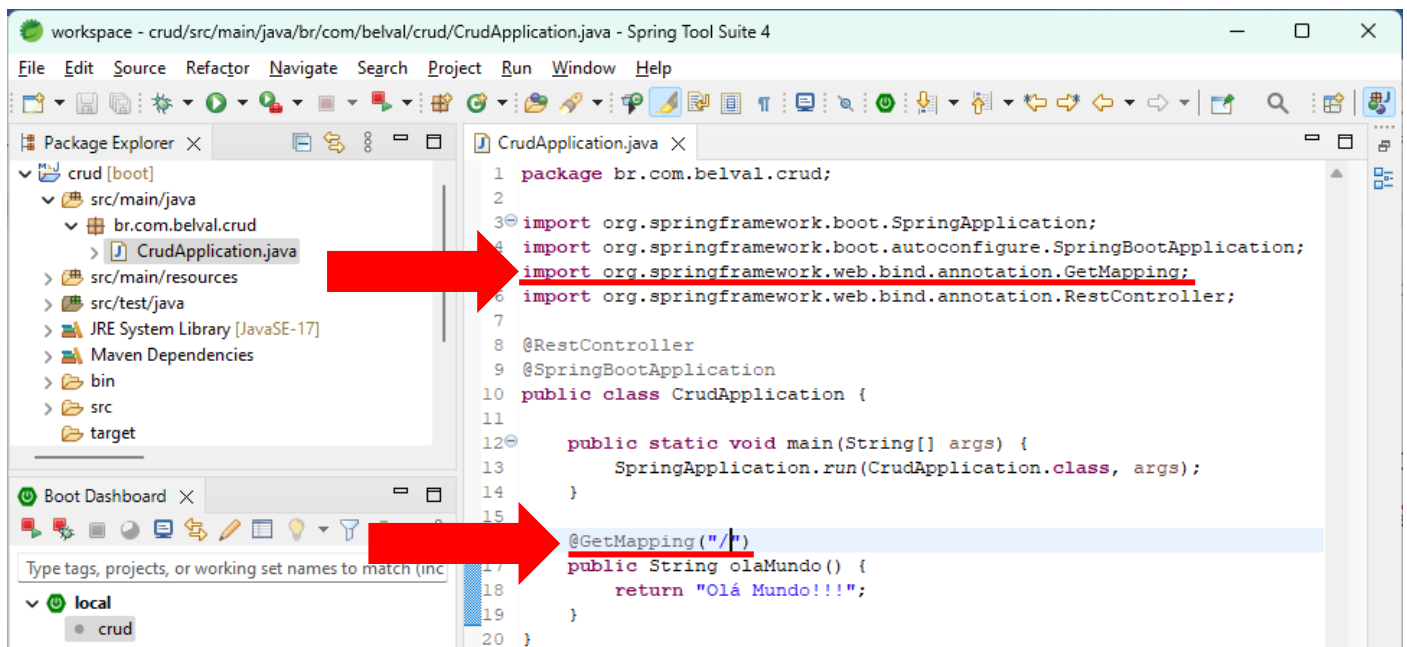 workspace - crud/src/main/java/br/com/belval/crud/CrudApplication.java - Spring Tool Suite 4
File Edit Source Refactor Navigate Search Project Run Window Help
Package Explorer
crud [boot]
src/main/java
br.com.belval.crud
CrudApplication.java
src/main/resources
src/test/java
JRE System Library [JavaSE-17]
Maven Dependencies
bin
src
target
Boot Dashboard
Type tags, projects, or working set names to match (inc
local
crud
CrudApplication.java
1 package br.com.belval.crud;
2
3 import org.springframework.boot.SpringApplication;
4 import org.springframework.boot.autoconfigure.SpringBootApplication;
import org.springframework.web.bind.annotation.GetMapping;
6 import org.springframework.web.bind.annotation.RestController;
7
8 @RestController
9 @SpringBootApplication
10 public class CrudApplication {
11
12 public static void main(String[] args) {
13 SpringApplication.run(CrudApplication.class, args);
14 }
15
@GetMapping("/")
17 public String olaMundo() {
18 return "Olá Mundo!!!";
19 }
20 }